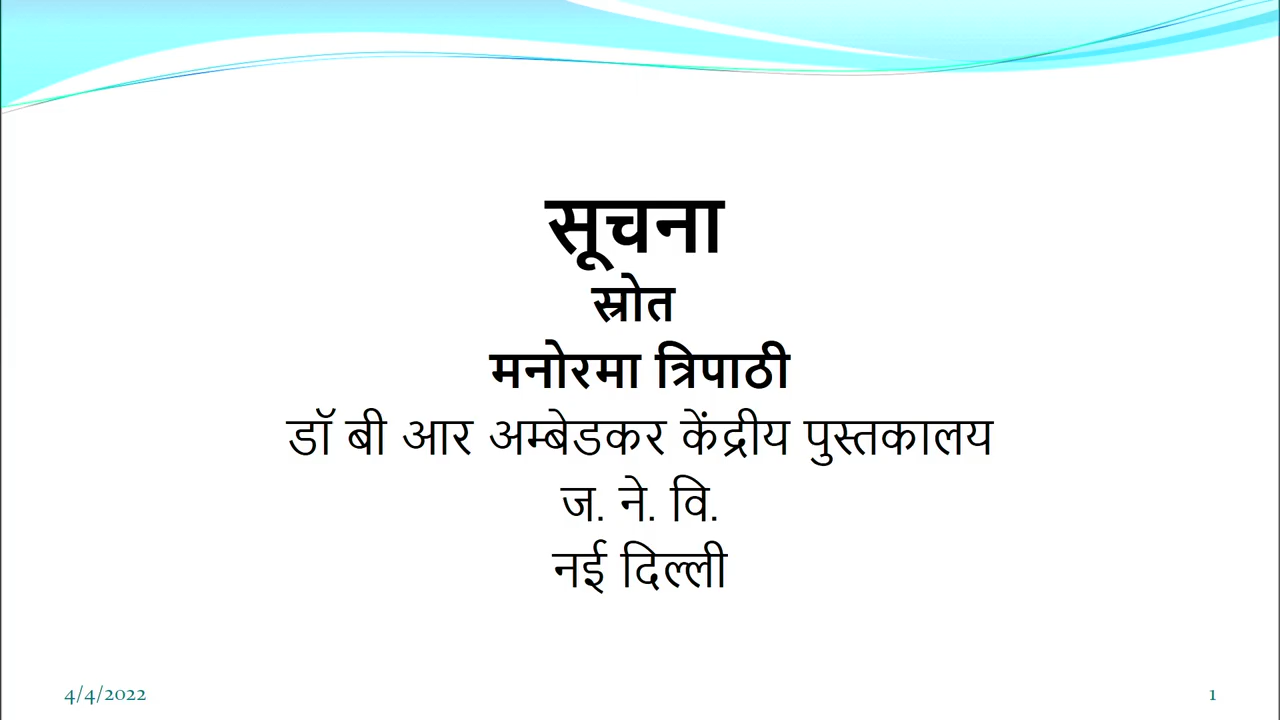 सूचना
स्रोत
मनोरमा त्रिपाठी
डॉ बी आर अम्बेडकर केंद्रीय पुस्तकालय
ज. ने. वि.
नई दिल्ली
4/4/2022
1